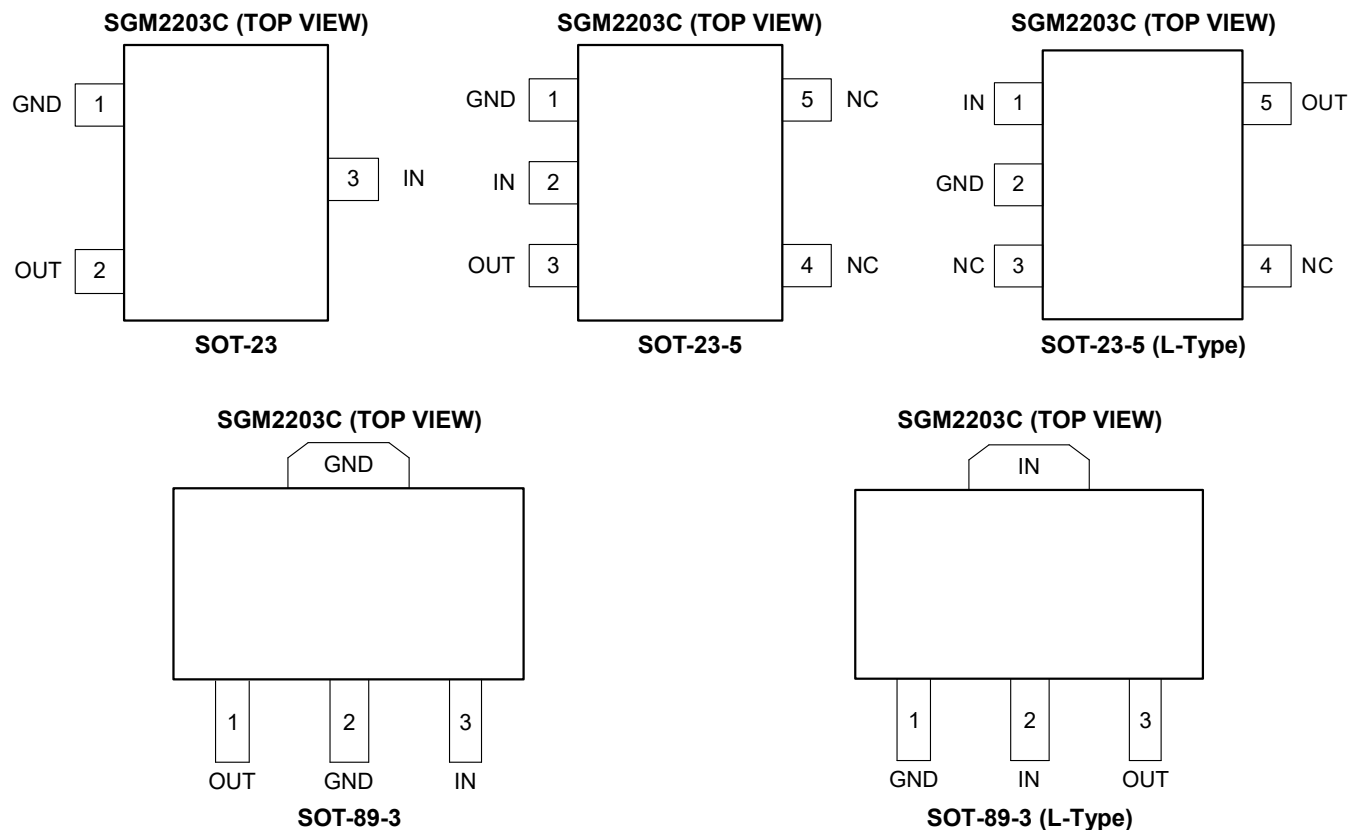 SGM2203C (TOP VIEW)
GND 1
3 IN
OUT 2
SOT-23
SGM2203C (TOP VIEW)
GND 1 5 NC
IN 2
OUT 3 4 NC
SOT-23-5
SGM2203C (TOP VIEW)
IN 1 5 OUT
GND 2
NC 3 4 NC
SOT-23-5 (L-Type)
SGM2203C (TOP VIEW)
GND
1 2 3
OUT GND IN
SOT-89-3
SGM2203C (TOP VIEW)
IN
1 2 3
GND IN OUT
SOT-89-3 (L-Type)